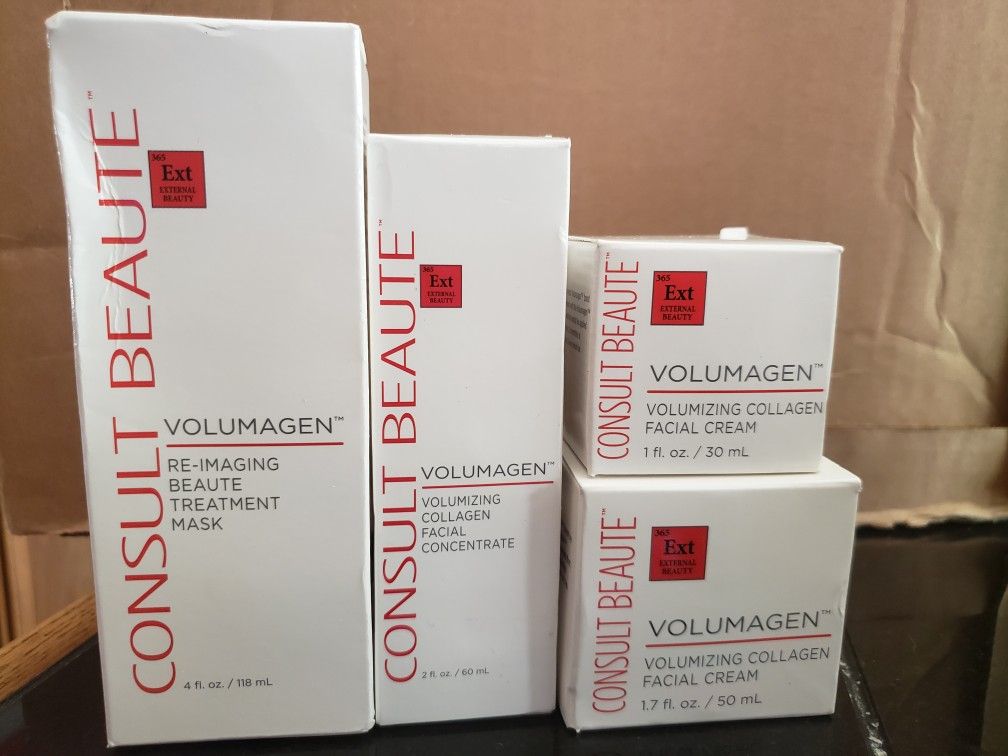 CONSULT BEAUTE™
365
Ext
EXTERNAL
BEAUTY
VOLUMAGEN™
RE-IMAGING
BEAUTE
TREATMENT
MASK
4 fl. oz. / 118 mL
CONSULT BEAUTE™
365
Ext
EXTERNAL
BEAUTY
VOLUMAGEN™
VOLUMIZING
COLLAGEN
FACIAL
CONCENTRATE
2 fl. oz. / 60 mL
CONSULT BEAUTE™
365
Ext
EXTERNAL
BEAUTY
VOLUMAGEN™
VOLUMIZING COLLAGEN
FACIAL CREAM
1 fl. oz. / 30 mL
CONSULT BEAUTE™
365
Ext
EXTERNAL
BEAUTY
VOLUMAGEN™
VOLUMIZING COLLAGEN
FACIAL CREAM
1.7 fl. oz. / 50 mL